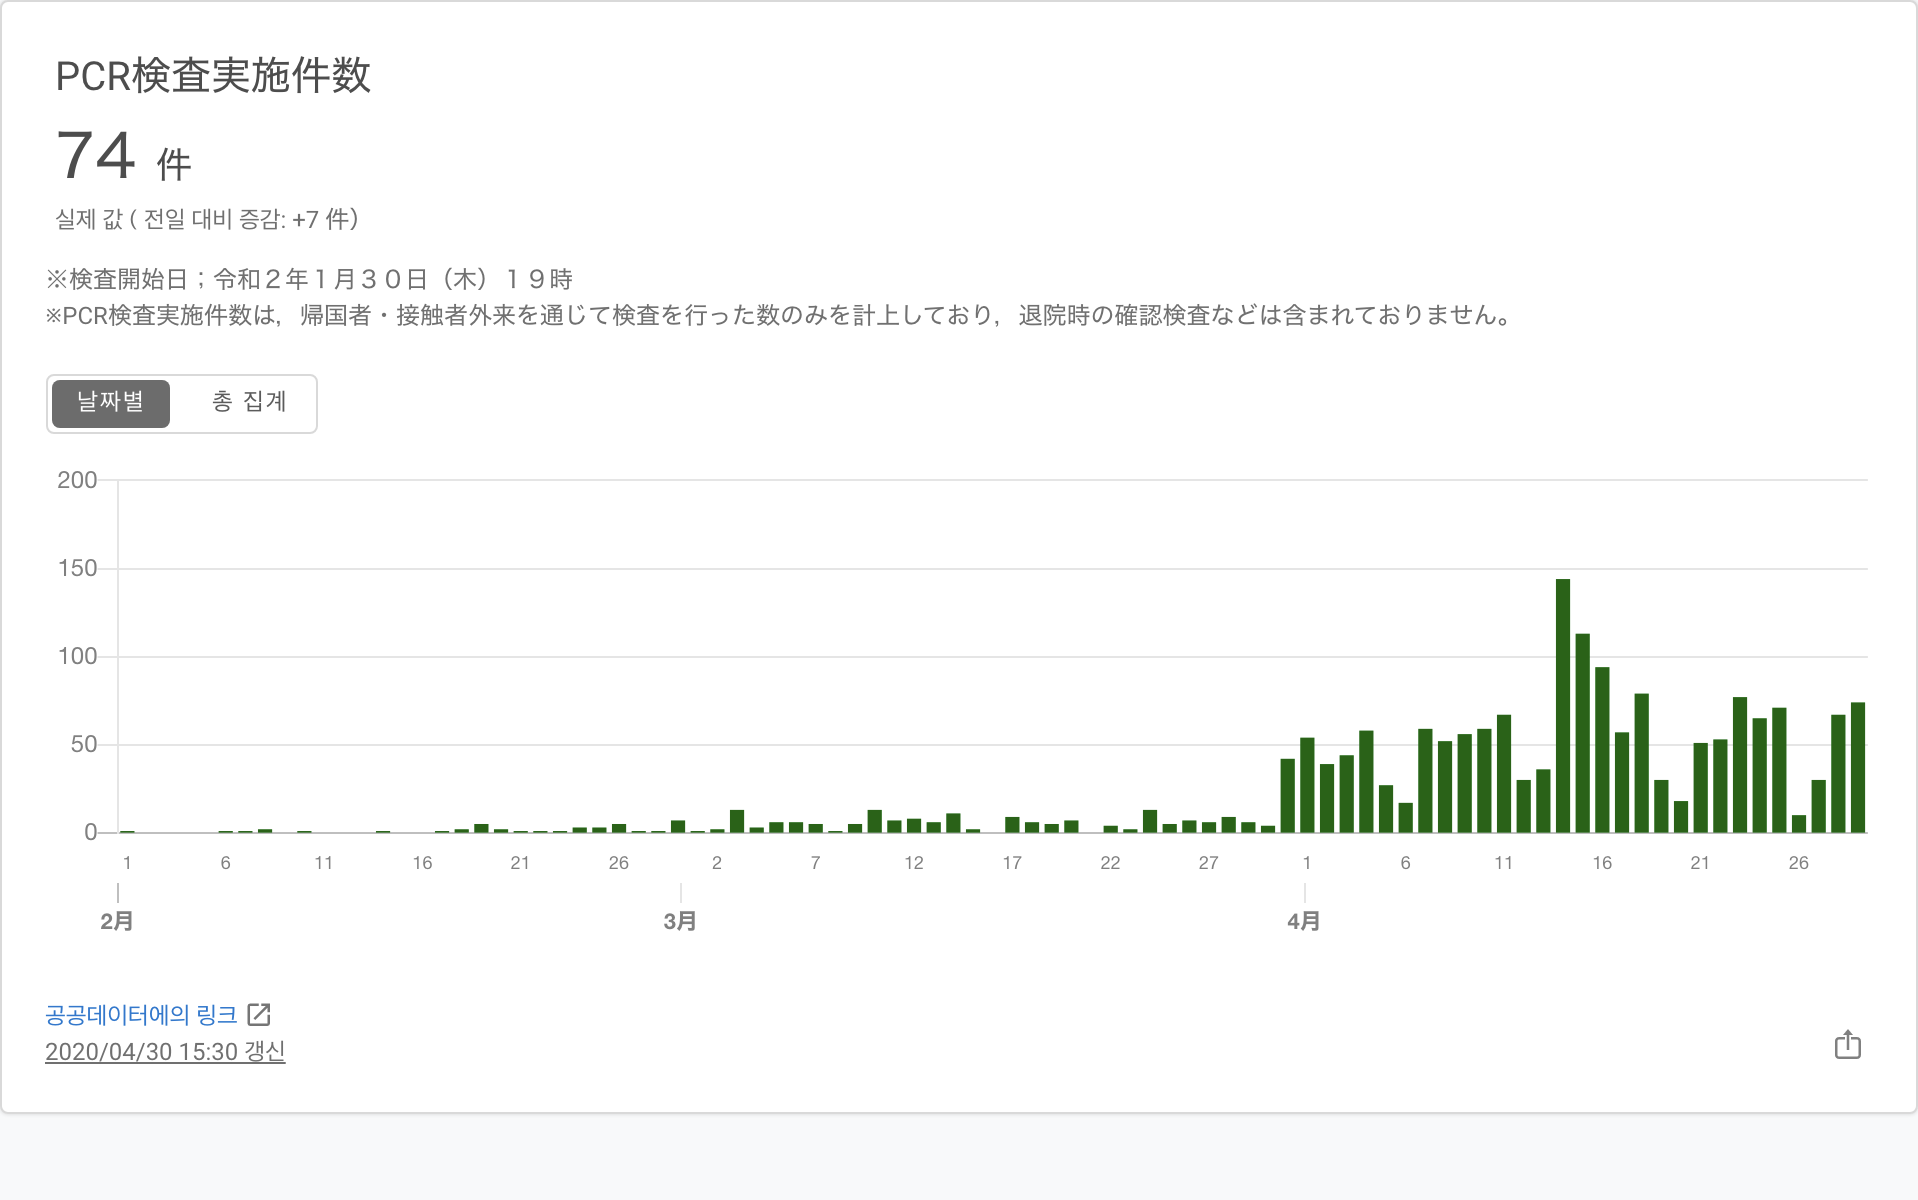 PCR検査実施件数
74 件
실제 값 ( 전일 대비 증감: +7 件）
※検査開始日；令和２年１月３０日（木）１９時
※PCR検査実施件数は，帰国者・接触者外来を通じて検査を行った数のみを計上しており，退院時の確認検査などは含まれておりません。
날짜별 총 집계
200
150
100
50
0
1 6 11 16 21 26 2 7 12 17 22 27 1 6 11 16 21 26
2月 3月 4月
공공데이터에의 링크
2020/04/30 15:30 갱신